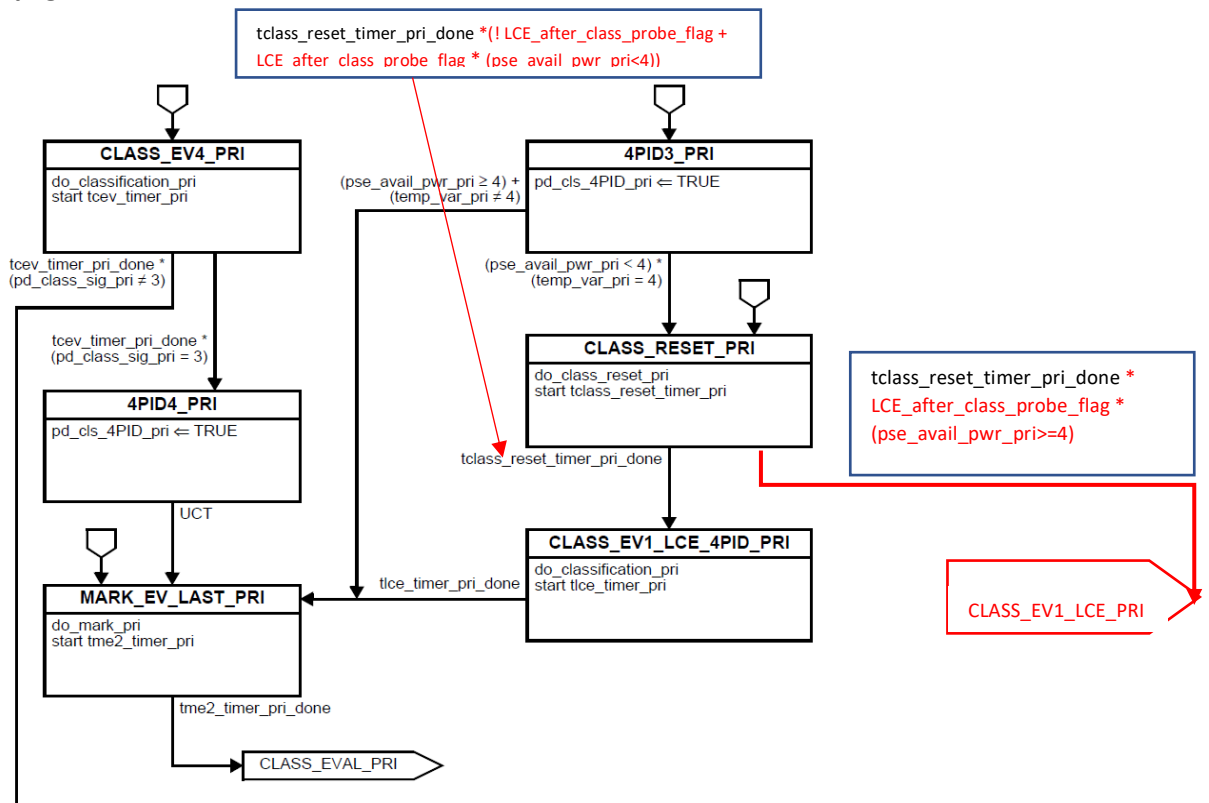 tclass_reset_timer_pri_done *(! LCE_after_class_probe_flag +
LCE_after_class_probe_flag * (pse_avail_pwr_pri<4))
CLASS_EV4_PRI
do_classification_pri
start tcev_timer_pri
tcev_timer_pri_done *
(pd_class_sig_pri ≠ 3)
tcev_timer_pri_done *
(pd_class_sig_pri = 3)
4PID4_PRI
pd_cls_4PID_pri ⇐ TRUE
UCT
MARK_EV_LAST_PRI
do_mark_pri
start tme2_timer_pri
tme2_timer_pri_done
CLASS_EVAL_PRI
4PID3_PRI
pd_cls_4PID_pri ⇐ TRUE
(pse_avail_pwr_pri ≥ 4) +
(temp_var_pri ≠ 4)
(pse_avail_pwr_pri < 4) *
(temp_var_pri = 4)
CLASS_RESET_PRI
do_class_reset_pri
start tclass_reset_timer_pri
tclass_reset_timer_pri_done
CLASS_EV1_LCE_4PID_PRI
do_classification_pri
start tlce_timer_pri
tlce_timer_pri_done
tclass_reset_timer_pri_done *
LCE_after_class_probe_flag *
(pse_avail_pwr_pri>=4)
CLASS_EV1_LCE_PRI